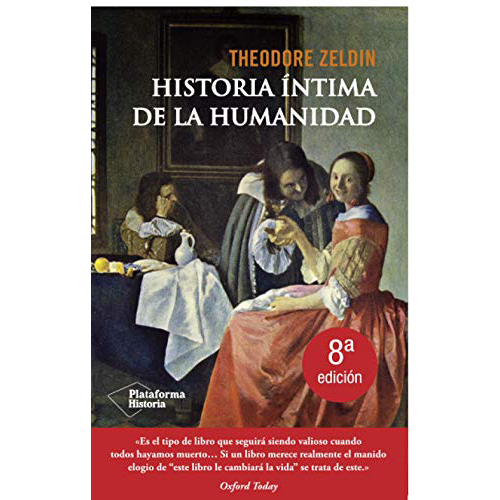 THEODORE ZELDIN
HISTORIA ÍNTIMA
DE LA HUMANIDAD
8ª
edición
Plataforma
Historia
«Es el tipo de libro que seguirá siendo valioso cuando
todos hayamos muerto... Si un libro merece realmente el manido
elogio de “este libro le cambiará la vida” se trata de este.»
Oxford Today